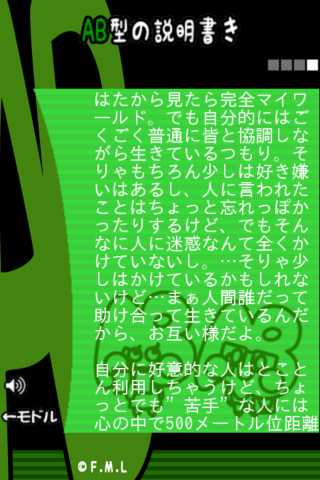 AB型の説明書き
はたから見たら完全マイワ
ールド。でも自分的にはご
くごく普通に皆と協調しな
がら生きているつもり。そ
りゃもちろん少しは好き嫌
いはあるし、人に言われた
ことはちょっと忘れっぽか
ったりするけど、でもそん
なに人に迷惑なんて全くか
けていないし。…そりゃ少
しはかけているかもしれな
いけど…まぁ人間誰だって
助け合って生きているんだ
から、お互い様だよ。
自分に好意的な人はとこと
ん利用しちゃうけど、ちょ
っとでも”苦手”な人には
心の中で500メートル位距離
←モドル
©F.M.L